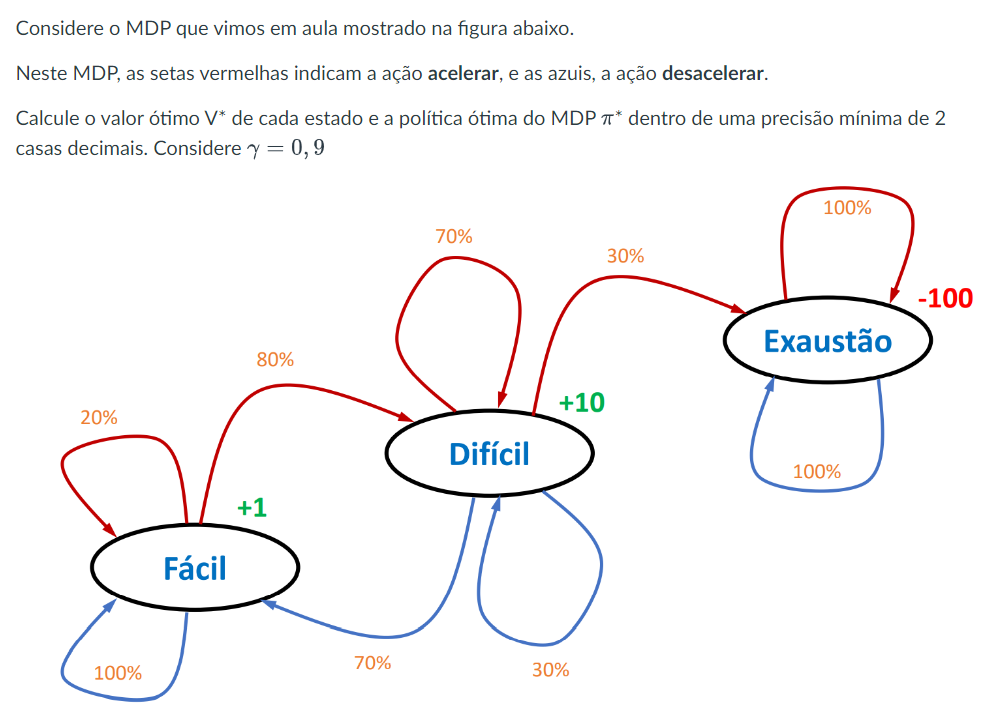 Considere o MDP que vimos em aula mostrado na figura abaixo.
Neste MDP, as setas vermelhas indicam a ação acelerar, e as azuis, a ação desacelerar.
Calcule o valor ótimo V* de cada estado e a política ótima do MDP π* dentro de uma precisão mínima de 2
casas decimais. Considere γ = 0, 9
100%
70%
30%
-100
Exaustão
80%
+10
20%
Difícil
100%
+1
Fácil
70%
30%
100%